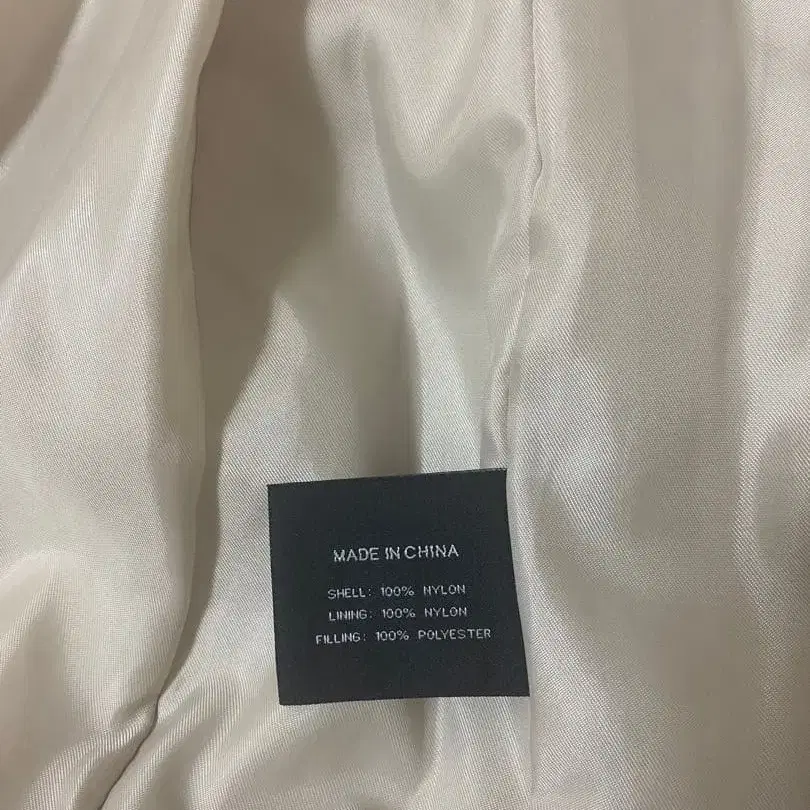 MADE IN CHINA
SHELL: 100% NYLON
LINING: 100% NYLON
FILLING: 100% POLYESTER